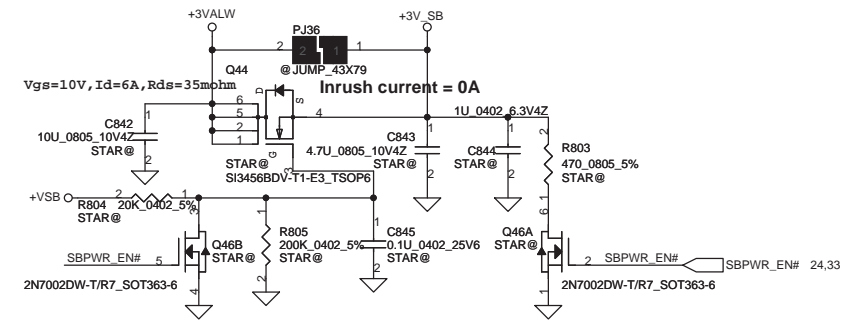 +3VALW
+3V_SB
PJ36
2 2 1 1
@ JUMP_43X79
Q44
Vgs=10V,Id=6A,Rds=35mohm
Inrush current = 0A
D
S
G
6
5
2
1
4
3
C842
10U_0805_10V4Z
STAR@
1
2
STAR@
SI3456BDV-T1-E3_TSOP6
C843
4.7U_0805_10V4Z
STAR@
1
2
1U_0402_6.3V4Z
C844
STAR@
1
2
2
R803
470_0805_5%
STAR@
1
+VSB
2 1
R804 20K_0402_5%
STAR@
3
Q46B
STAR@
SBPWR_EN# 5
4
2N7002DW-T/R7_SOT363-6
1
R805
200K_0402_5%
STAR@
2
1
C845
0.1U_0402_25V6
STAR@
2
6
Q46A
STAR@
2 SBPWR_EN#
SBPWR_EN# 24,33
1
2N7002DW-T/R7_SOT363-6